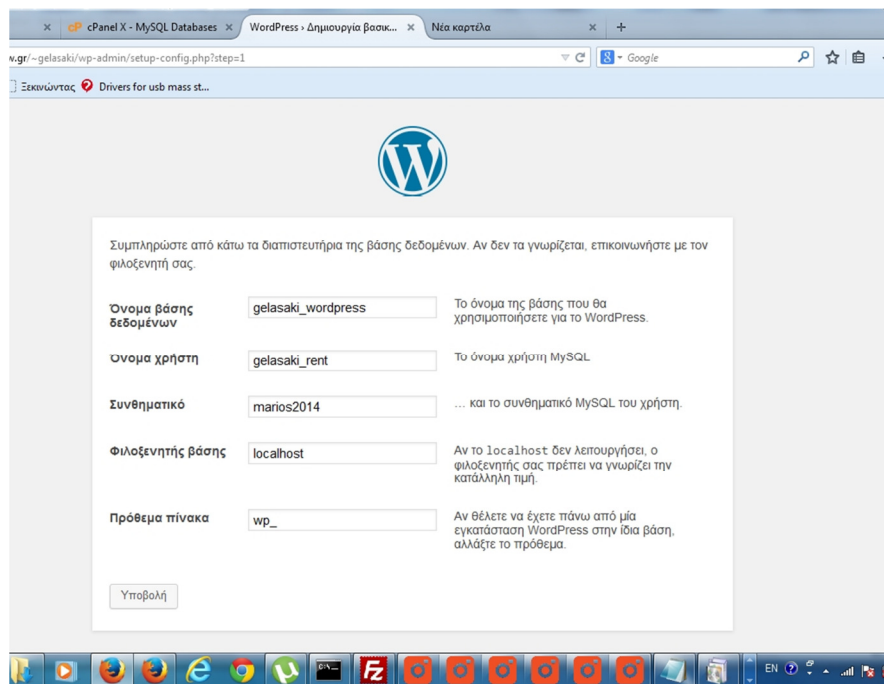 cP cPanel X - MySQL Databases × WordPress › Δημιουργία βασικ... × Νέα καρτέλα × +
w.gr/~gelasaki/wp-admin/setup-config.php?step=1 8 Google
Ξεκινώντας ? Drivers for usb mass st...
W
Συμπληρώστε από κάτω τα διαπιστευτήρια της βάσης δεδομένων. Αν δεν τα γνωρίζεται, επικοινωνήστε με τον
φιλοξενητή σας.
Όνομα βάσης
δεδομένων
gelasaki_wordpress
Το όνομα της βάσης που θα
χρησιμοποιήσετε για το WordPress.
Όνομα χρήστη
gelasaki_rent
Το όνομα χρήστη MySQL
Συνθηματικό
marios2014
… και το συνθηματικό MySQL του χρήστη.
Φιλοξενητής βάσης
localhost
Αν το localhost δεν λειτουργήσει, ο
φιλοξενητής σας πρέπει να γνωρίζει την
κατάλληλη τιμή.
Πρόθεμα πίνακα
wp_
Αν θέλετε να έχετε πάνω από μία
εγκατάσταση WordPress στην ίδια βάση,
αλλάξτε το πρόθεμα.
Υποβολή
C:\_ Fz EN ?